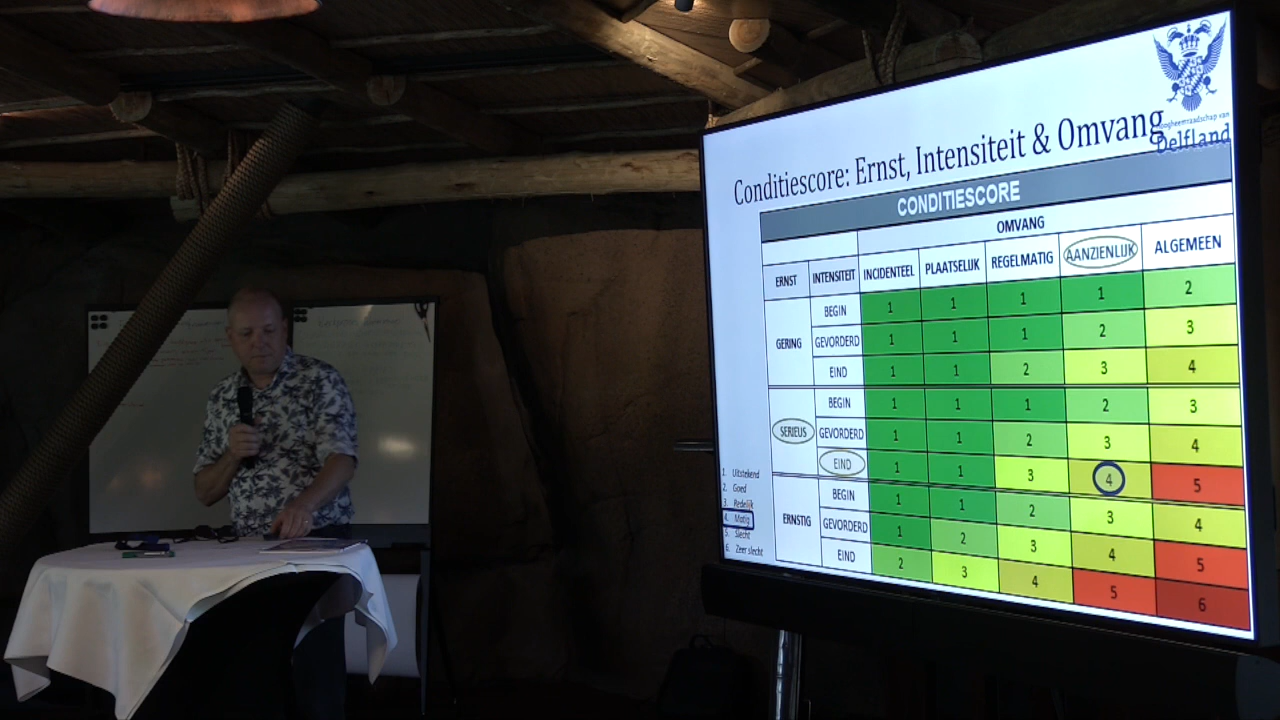 Hoogheemraadschap van
Delfland
Conditiescore: Ernst, Intensiteit & Omvang
CONDITIESCORE
OMVANG
ERNST INTENSITEIT INCIDENTEEL PLAATSELIJK REGELMATIG AANZIENLIJK ALGEMEEN
GERING BEGIN 1 1 1 1 2
GEVORDERD 1 1 1 2 3
EIND 1 1 2 3 4
SERIEUS BEGIN 1 1 1 2 3
GEVORDERD 1 1 2 3 4
EIND 1 1 3 4 5
ERNSTIG BEGIN 1 1 2 3 4
GEVORDERD 1 2 3 4 5
EIND 2 3 4 5 6
1. Uitstekend
2. Goed
3. Redelijk
4. Matig
5. Slecht
6. Zeer slecht